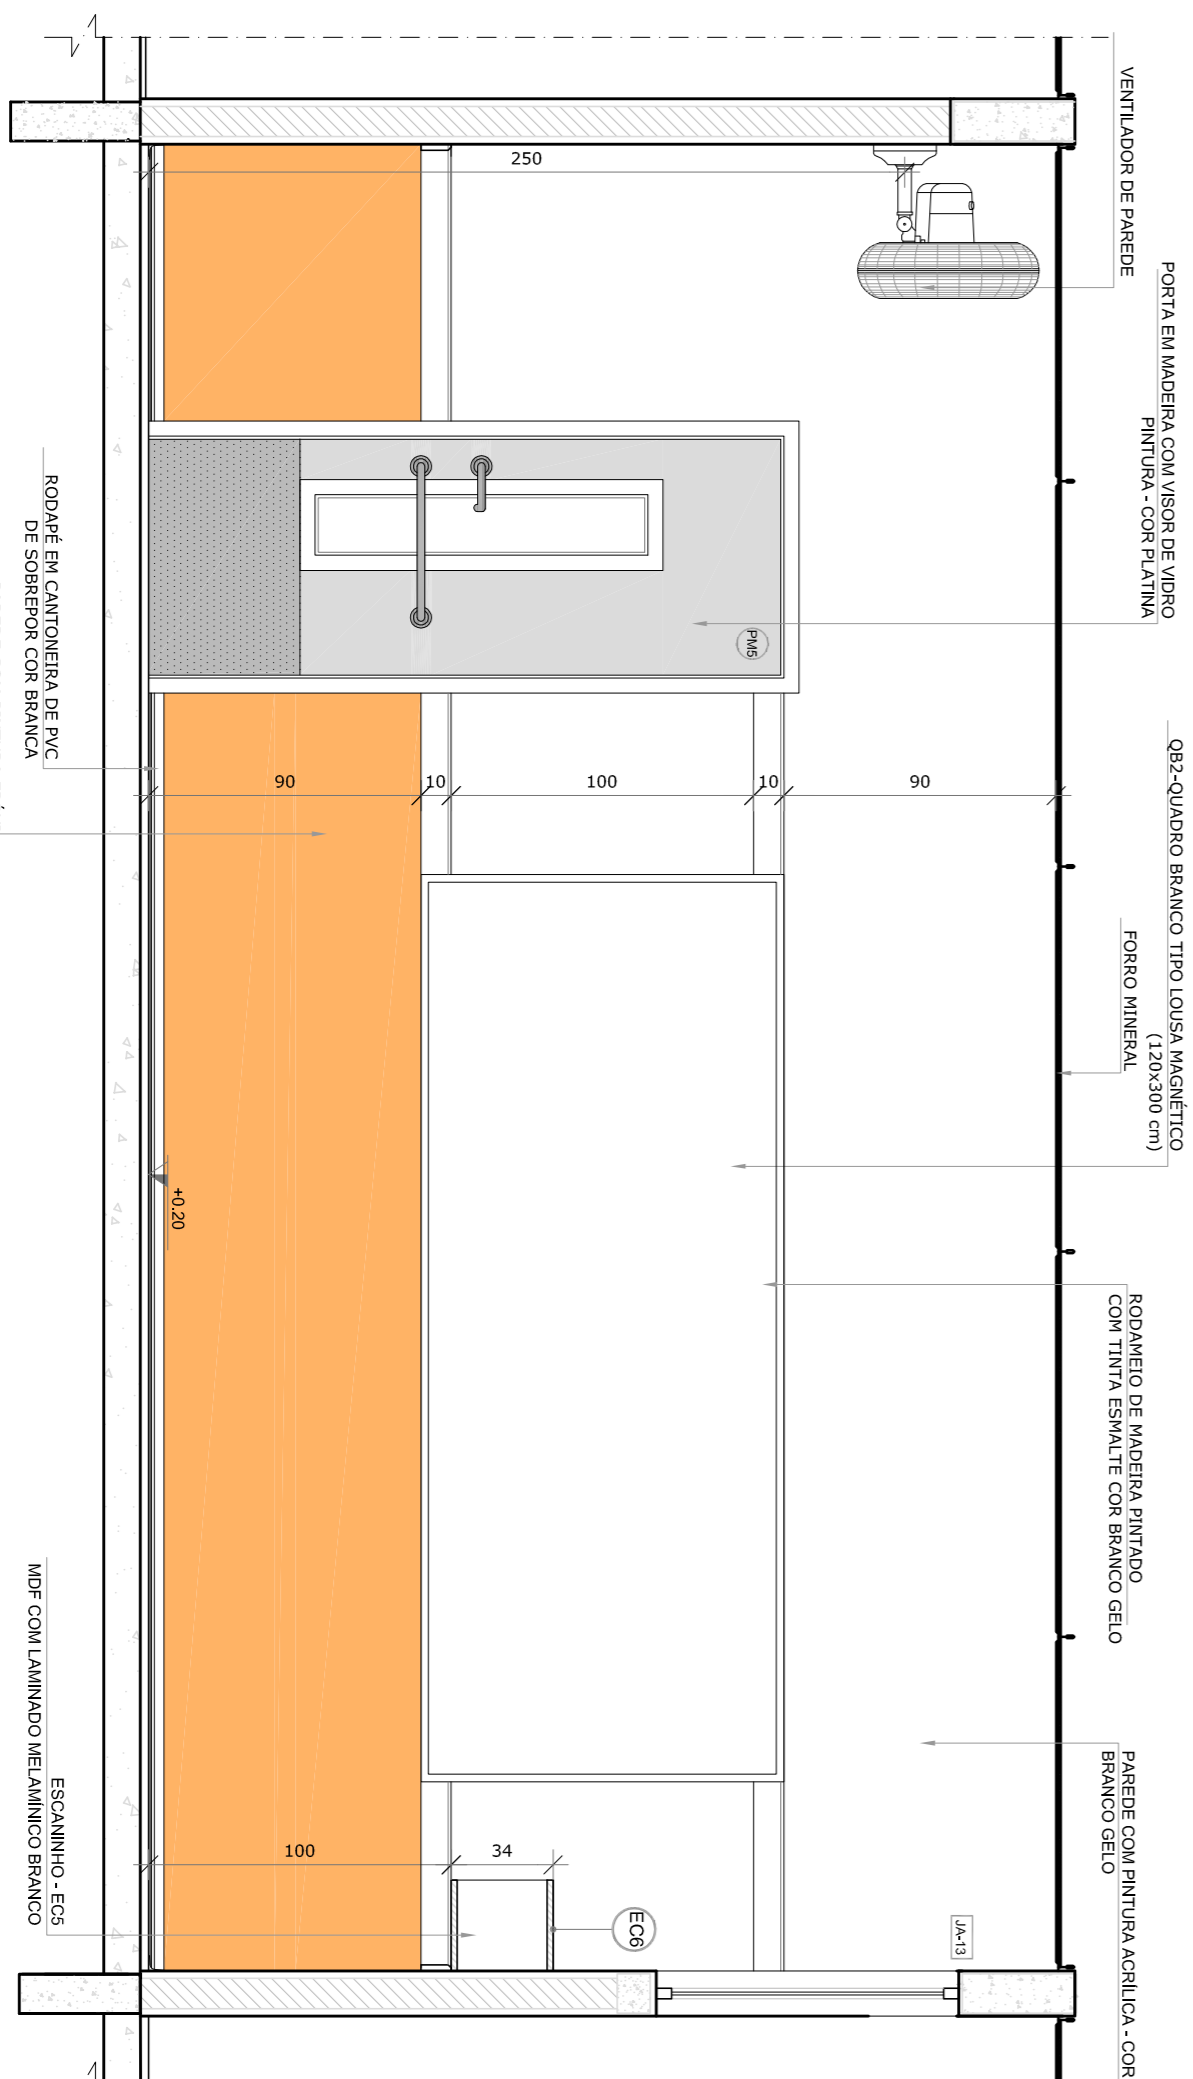 VENTILADOR DE PAREDE
PORTA EM MADEIRA COM VISOR DE VIDRO
PINTURA - COR PLATINA
QB2-QUADRO BRANCO TIPO LOUSA MAGNÉTICO
(120x300 cm)
FORRO MINERAL
RODAMEIO DE MADEIRA PINTADO
COM TINTA ESMALTE COR BRANCO GELO
PAREDE COM PINTURA ACRÍLICA - COR
BRANCO GELO
250
PM5
90
10
100
10
90
JA-13
EC6
34
100
+0.20
RODAPÉ EM CANTONEIRA DE PVC
DE SOBREPOR COR BRANCA
ESCANINHO - EC5
MDF COM LAMINADO MELAMÍNICO BRANCO